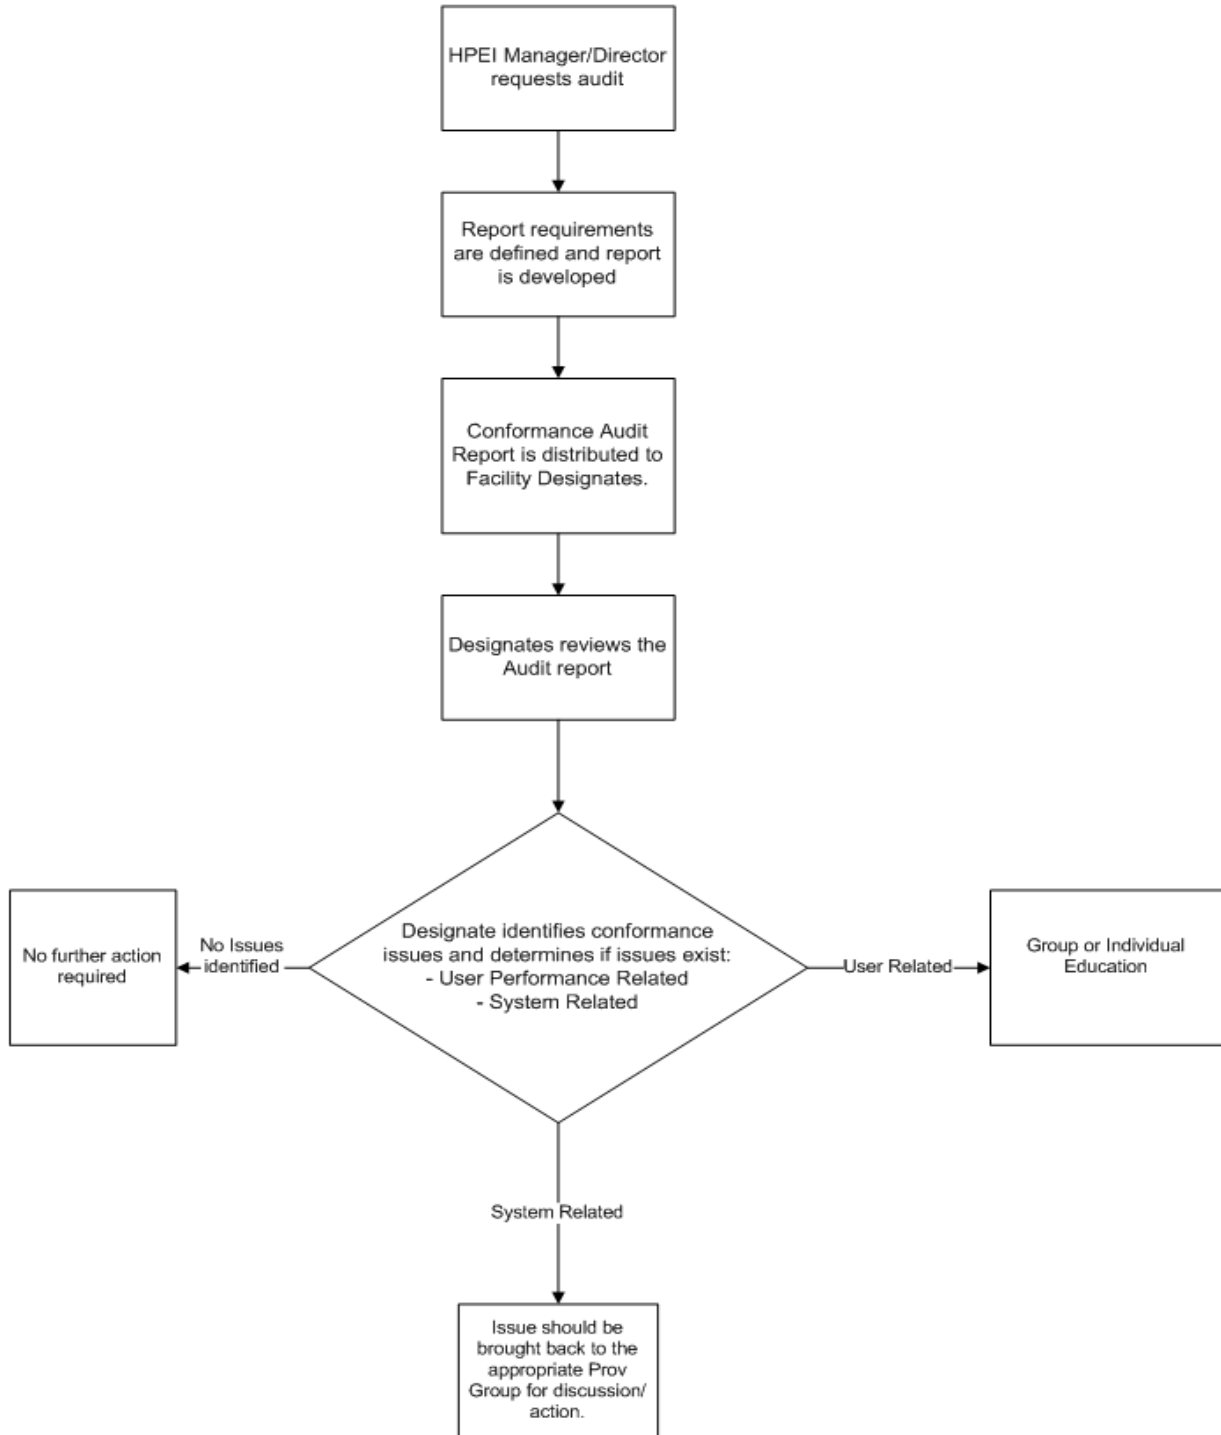 HPEI Manager/Director
requests audit
Report requirements
are defined and report
is developed
Conformance Audit
Report is distributed to
Facility Designates.
Designates reviews the
Audit report
Designate identifies conformance
issues and determines if issues exist:
- User Performance Related
- System Related
No Issues
identified
No further action
required
User Related
Group or Individual
Education
System Related
Issue should be
brought back to the
appropriate Prov
Group for discussion/
action.